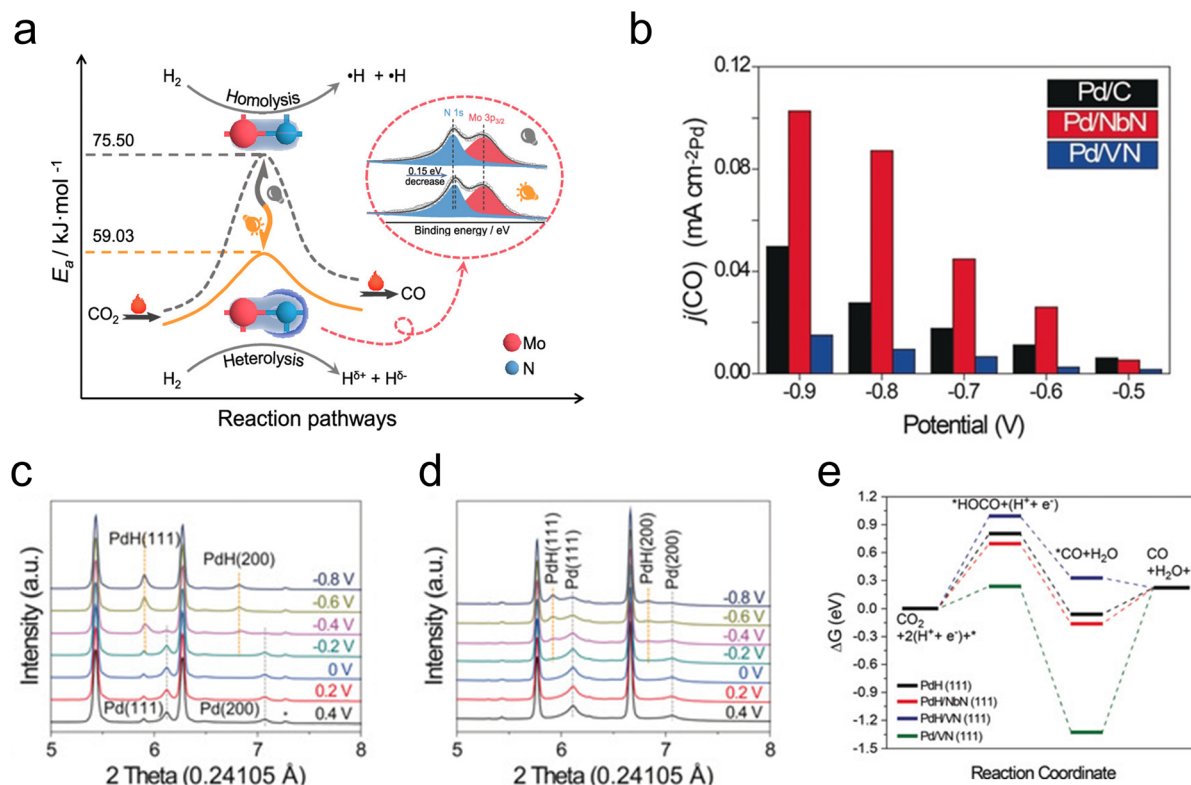 a
E_a / kJ·mol⁻¹
75.50
59.03
H₂
•H + •H
Homolysis
N 1s
Mo 3p₃/₂
0.15 eV
decrease
Binding energy / eV
CO₂
CO
Heterolysis
H₂
H^δ+ + H^δ-
Mo
N
Reaction pathways
b
j(CO) (mA cm⁻²Pd)
0.12
0.08
0.04
0.00
Pd/C
Pd/NbN
Pd/VN
-0.9 -0.8 -0.7 -0.6 -0.5
Potential (V)
c
Intensity (a.u.)
PdH(111)
PdH(200)
-0.8 V
-0.6 V
-0.4 V
-0.2 V
0 V
0.2 V
0.4 V
Pd(111)
Pd(200)
*
5 6 7 8
2 Theta (0.24105 Å)
d
Intensity (a.u.)
PdH(111)
Pd(111)
PdH(200)
Pd(200)
-0.8 V
-0.6 V
-0.4 V
-0.2 V
0 V
0.2 V
0.4 V
5 6 7 8
2 Theta (0.24105 Å)
e
ΔG (eV)
1.2
0.9
0.6
0.3
0.0
-0.3
-0.6
-0.9
-1.2
-1.5
*HOCO+(H⁺+ e⁻)
*CO+H₂O
CO
+H₂O+
CO₂
+2(H⁺+ e⁻)+*
PdH (111)
PdH/NbN (111)
PdH/VN (111)
Pd/VN (111)
Reaction Coordinate